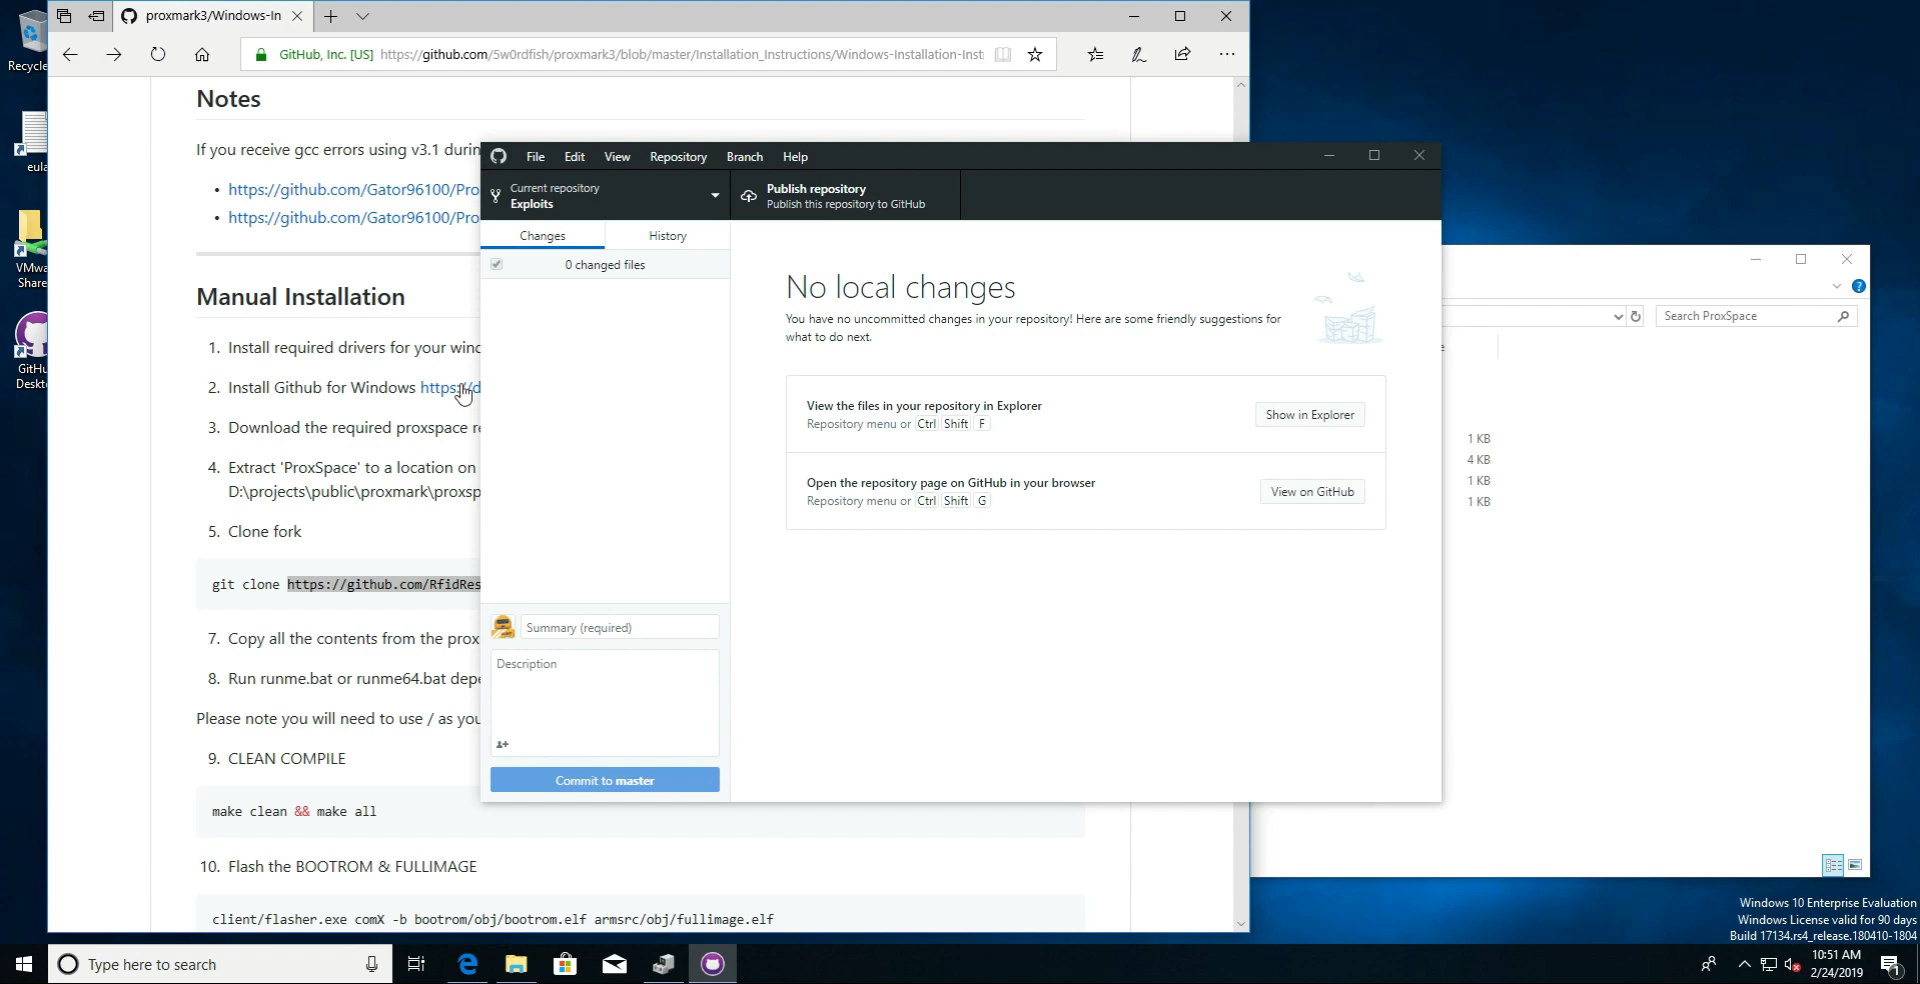 Recycle
eula
VMwa
Share
GitHu
Deskt
proxmark3/Windows-In
GitHub, Inc. [US] https://github.com/5w0rdfish/proxmark3/blob/master/Installation_Instructions/Windows-Installation-Inst
Notes
If you receive gcc errors using v3.1 durin
• https://github.com/Gator96100/Pro
• https://github.com/Gator96100/Pro
Manual Installation
1. Install required drivers for your wind
2. Install Github for Windows https://d
3. Download the required proxspace re
4. Extract 'ProxSpace' to a location on
D:\projects\public\proxmark\proxsp
5. Clone fork
git clone https://github.com/RfidRes
7. Copy all the contents from the prox
8. Run runme.bat or runme64.bat depe
Please note you will need to use / as you
9. CLEAN COMPILE
make clean && make all
10. Flash the BOOTROM & FULLIMAGE
client/flasher.exe comX -b bootrom/obj/bootrom.elf armsrc/obj/fullimage.elf
File Edit View Repository Branch Help
Current repository
Exploits
Publish repository
Publish this repository to GitHub
Changes History
0 changed files
Summary (required)
Description
Commit to master
No local changes
You have no uncommitted changes in your repository! Here are some friendly suggestions for
what to do next.
View the files in your repository in Explorer
Repository menu or Ctrl Shift F
Show in Explorer
Open the repository page on GitHub in your browser
Repository menu or Ctrl Shift G
View on GitHub
Search ProxSpace
e
1 KB
4 KB
1 KB
1 KB
Windows 10 Enterprise Evaluation
Windows License valid for 90 days
Build 17134.rs4_release.180410-1804
Type here to search
10:51 AM
2/24/2019
1